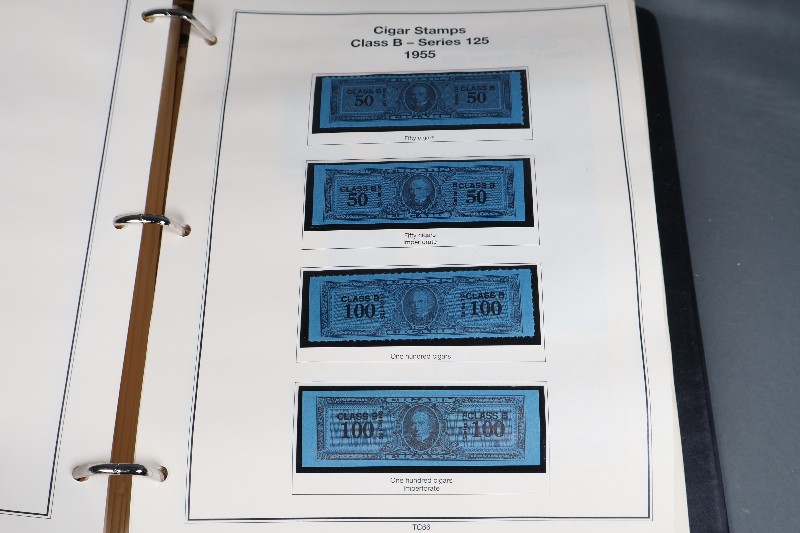 Cigar Stamps
Class B – Series 125
1955
CLASS B CLASS B
50 50
Fifty cigars
CLASS B CLASS B
50 50
Fifty cigars
Imperforate
CLASS B CLASS B
100 100
One hundred cigars
CLASS B CLASS B
100 100
One hundred cigars
Imperforate
TC66